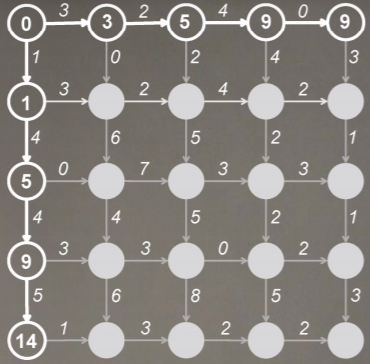 0 3 3 2 5 4 9 0 9
1 0 2 4 3
1 3 2 4 2
4 6 5 2 1
5 0 7 3 3
4 4 5 2 1
9 3 3 0 2
5 6 8 5 3
14 1 3 2 2